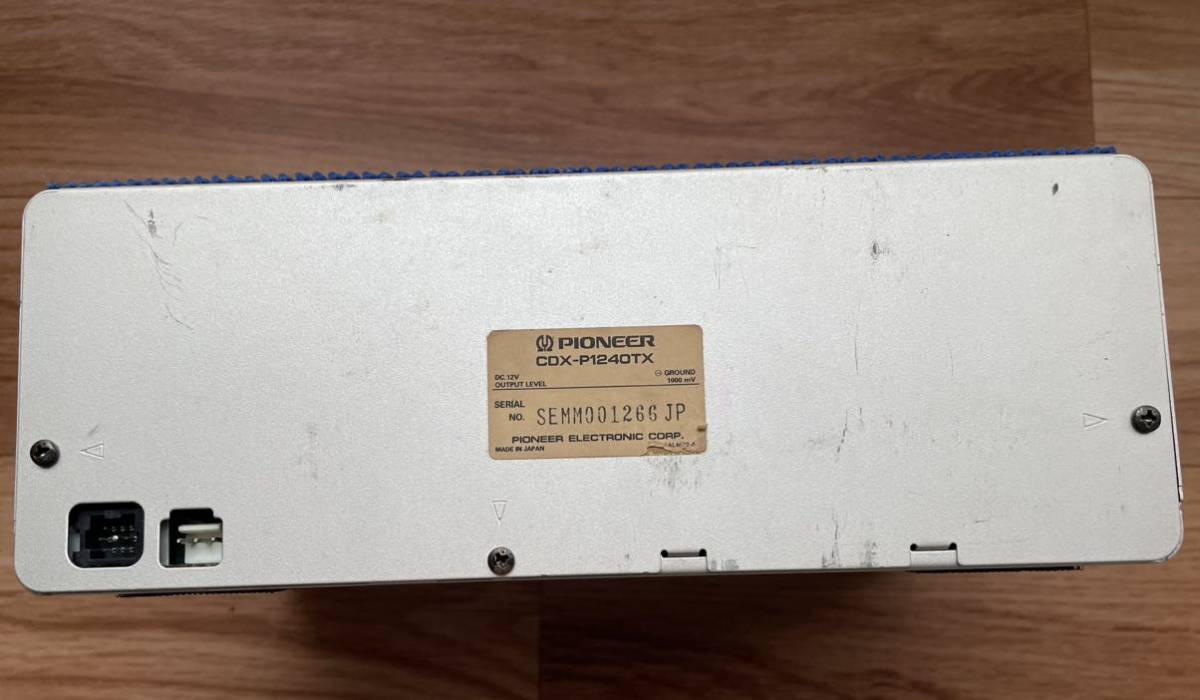 PIONEER
CDX-P1240TX
DC 12V ⊖ GROUND
OUTPUT LEVEL 1000 mV
SERIAL
NO. SEMM001266 JP
PIONEER ELECTRONIC CORP.
MADE IN JAPAN